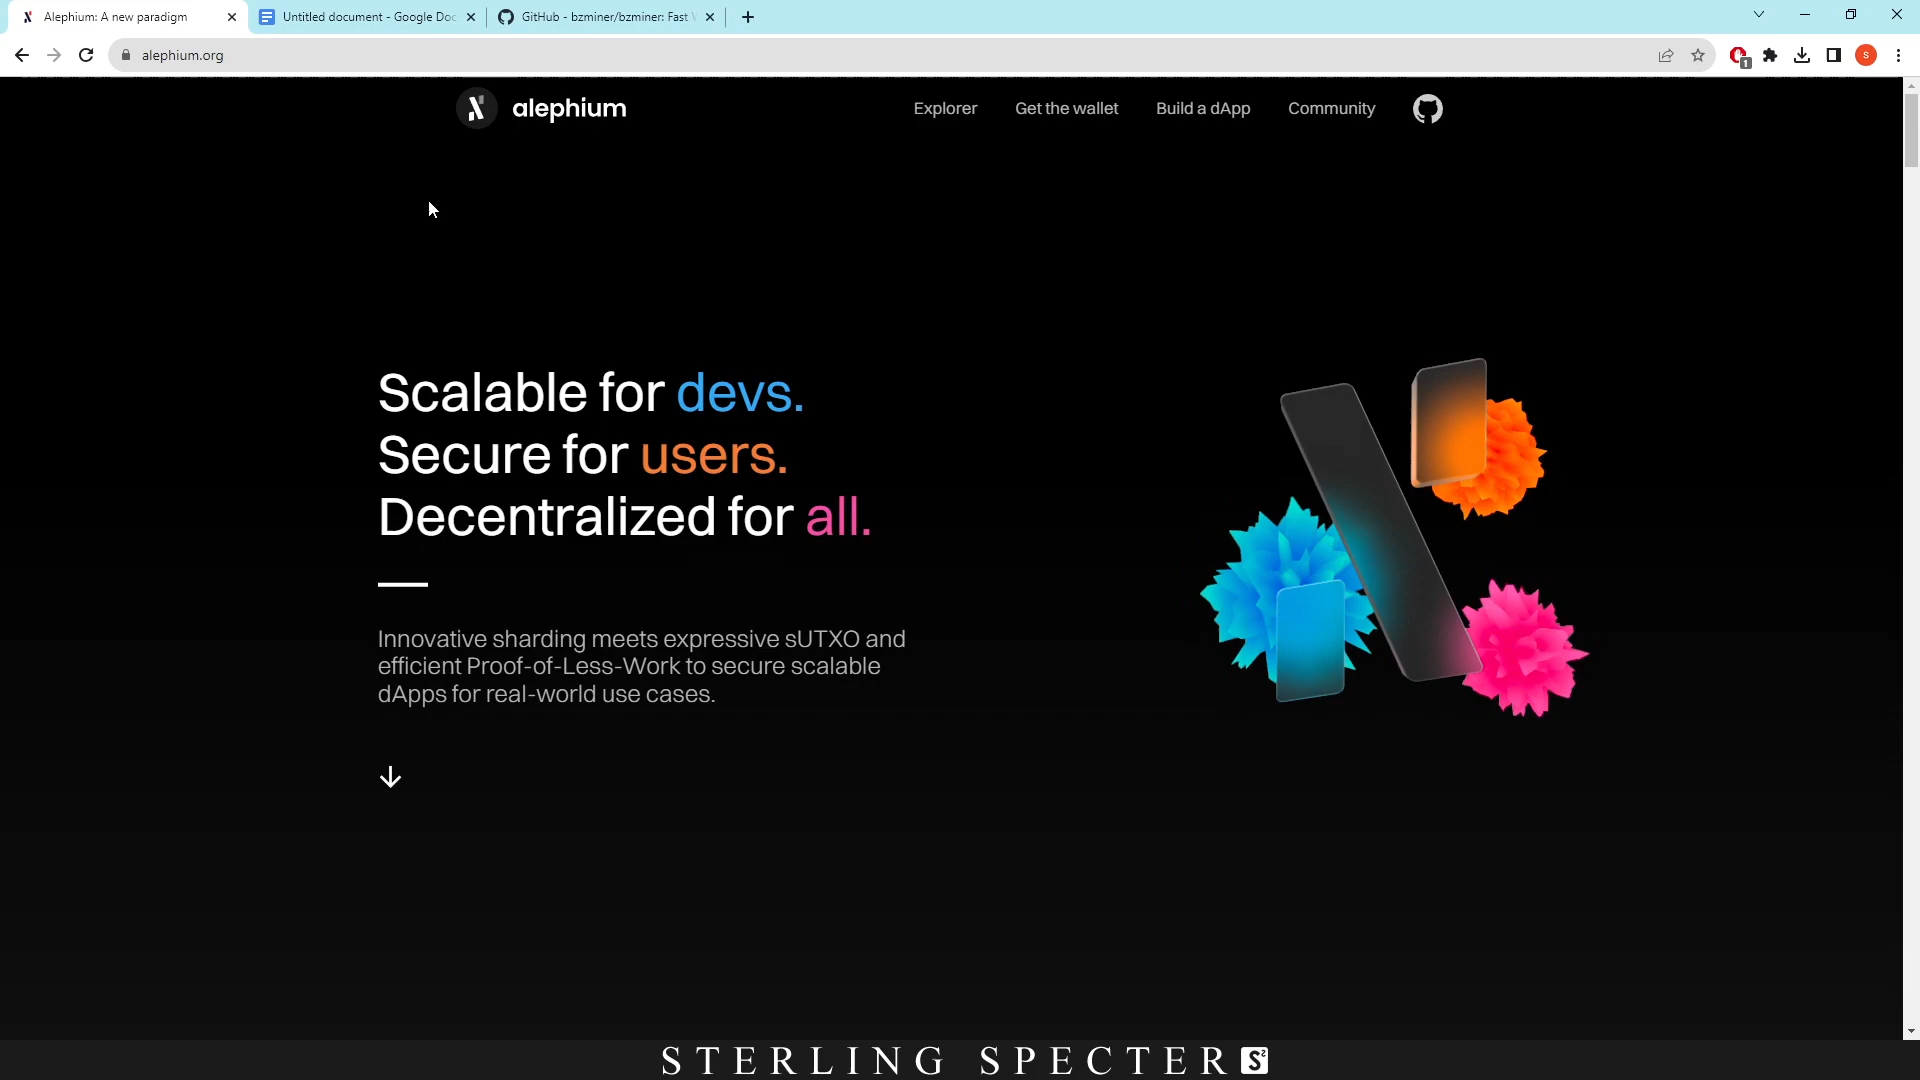 Alephium: A new paradigm
Untitled document - Google Doc
GitHub - bzminer/bzminer: Fast
alephium.org
1
S
alephium
Explorer
Get the wallet
Build a dApp
Community
Scalable for devs.
Secure for users.
Decentralized for all.
Innovative sharding meets expressive sUTXO and
efficient Proof-of-Less-Work to secure scalable
dApps for real-world use cases.
STERLING SPECTER S²